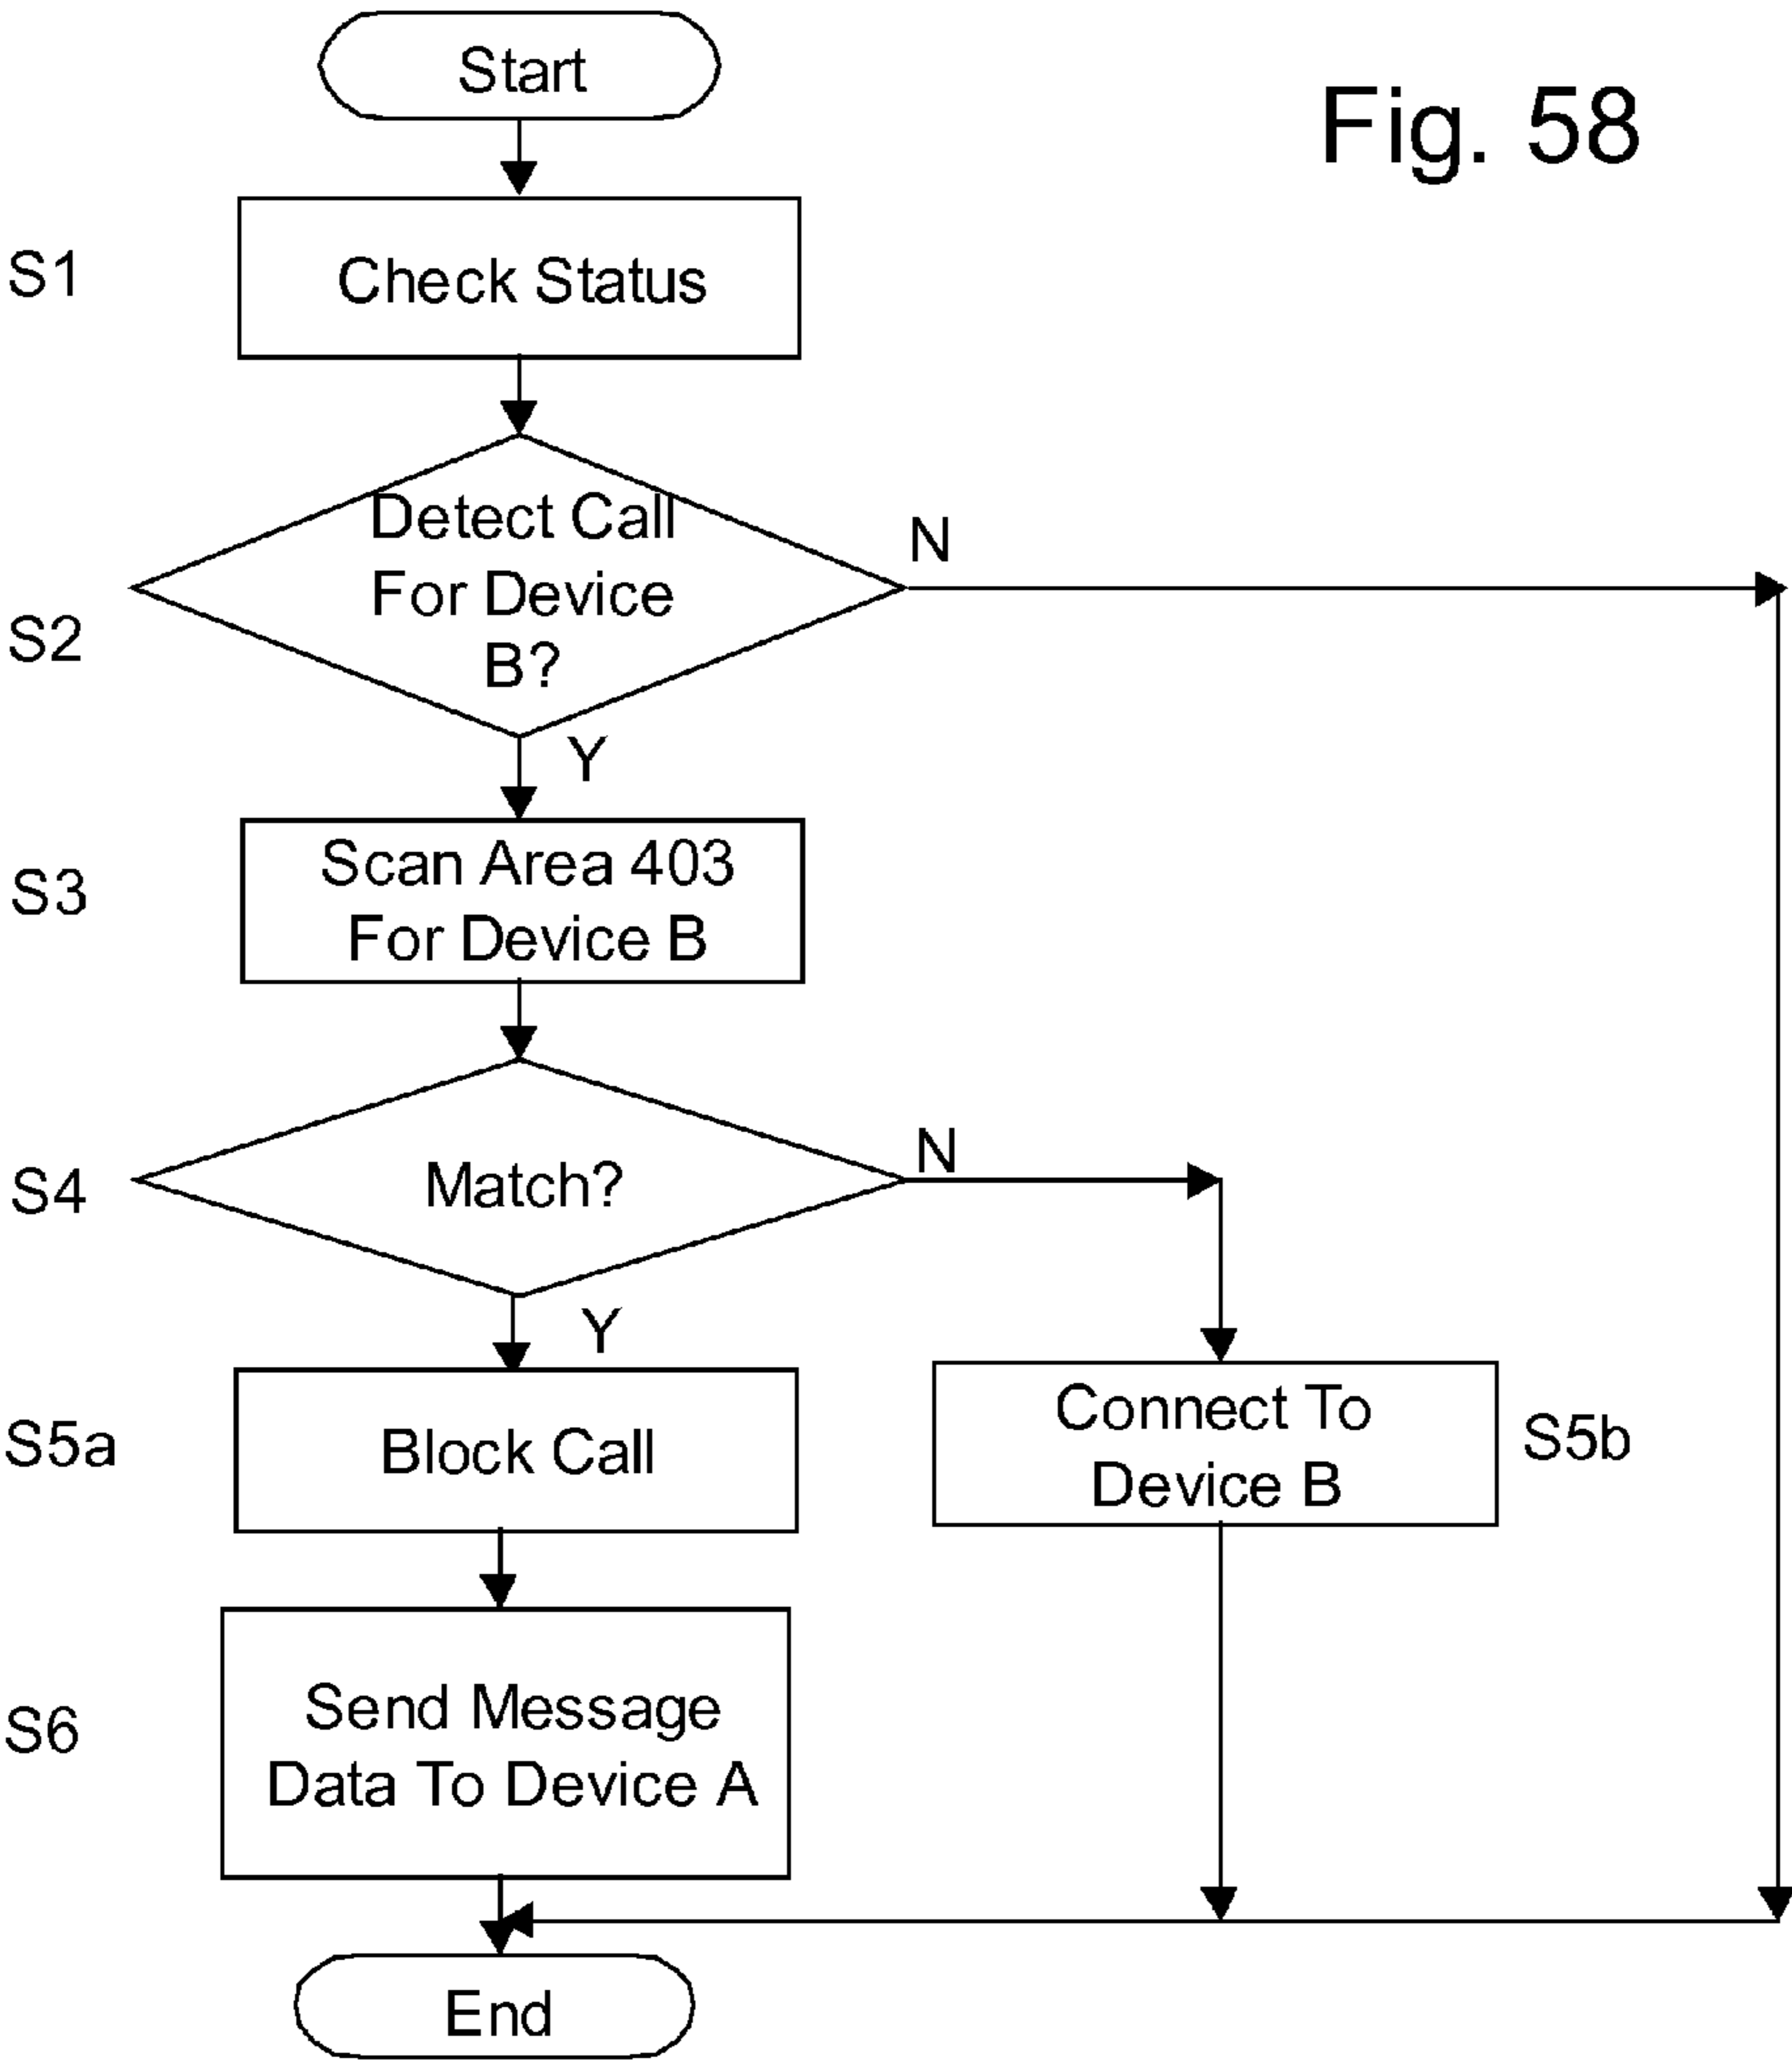 Start
Fig. 58
S1
Check Status
Detect Call
For Device
B?
N
S2
Y
S3
Scan Area 403
For Device B
S4
Match?
N
Y
S5a
Block Call
Connect To
Device B
S5b
S6
Send Message
Data To Device A
End